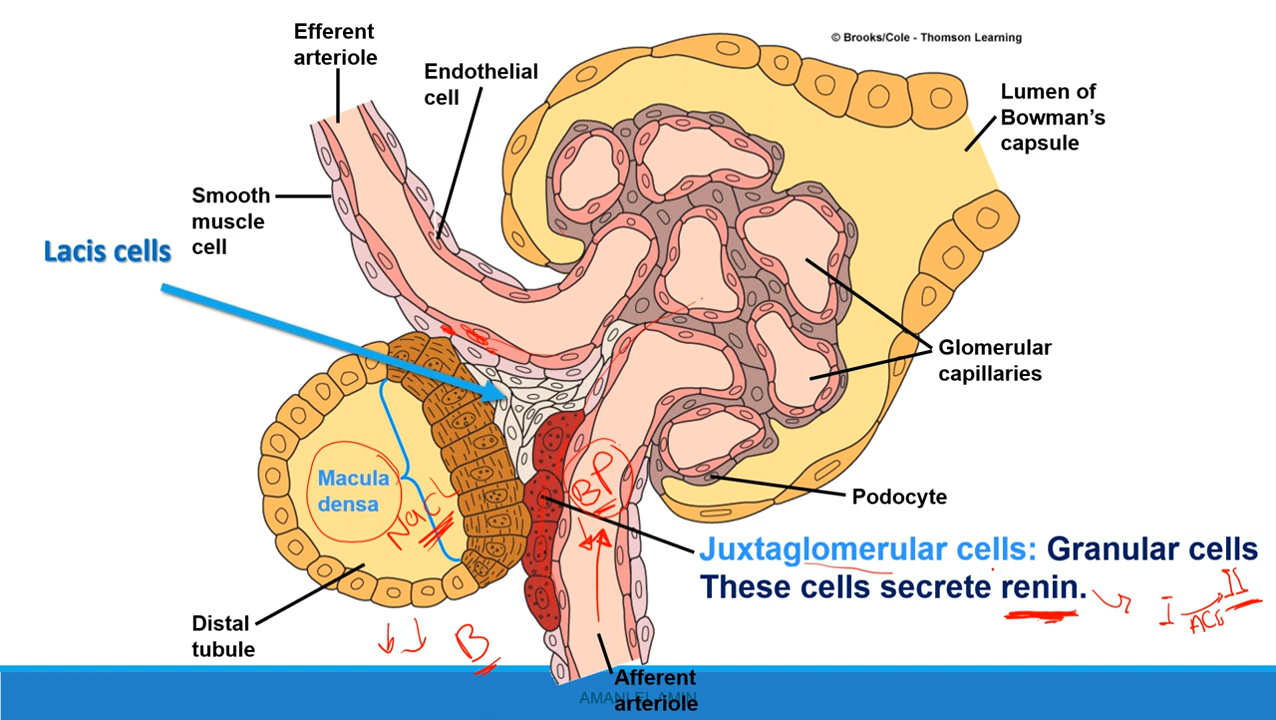 Efferent
arteriole
© Brooks/Cole - Thomson Learning
Endothelial
cell
Lumen of
Bowman's
capsule
Smooth
muscle
cell
Lacis cells
Glomerular
capillaries
Macula
densa
NaCl
BP
Podocyte
Juxtaglomerular cells: Granular cells
These cells secrete renin.
I II
Distal
tubule
B
Afferent
AMANI ELAMIN
arteriole